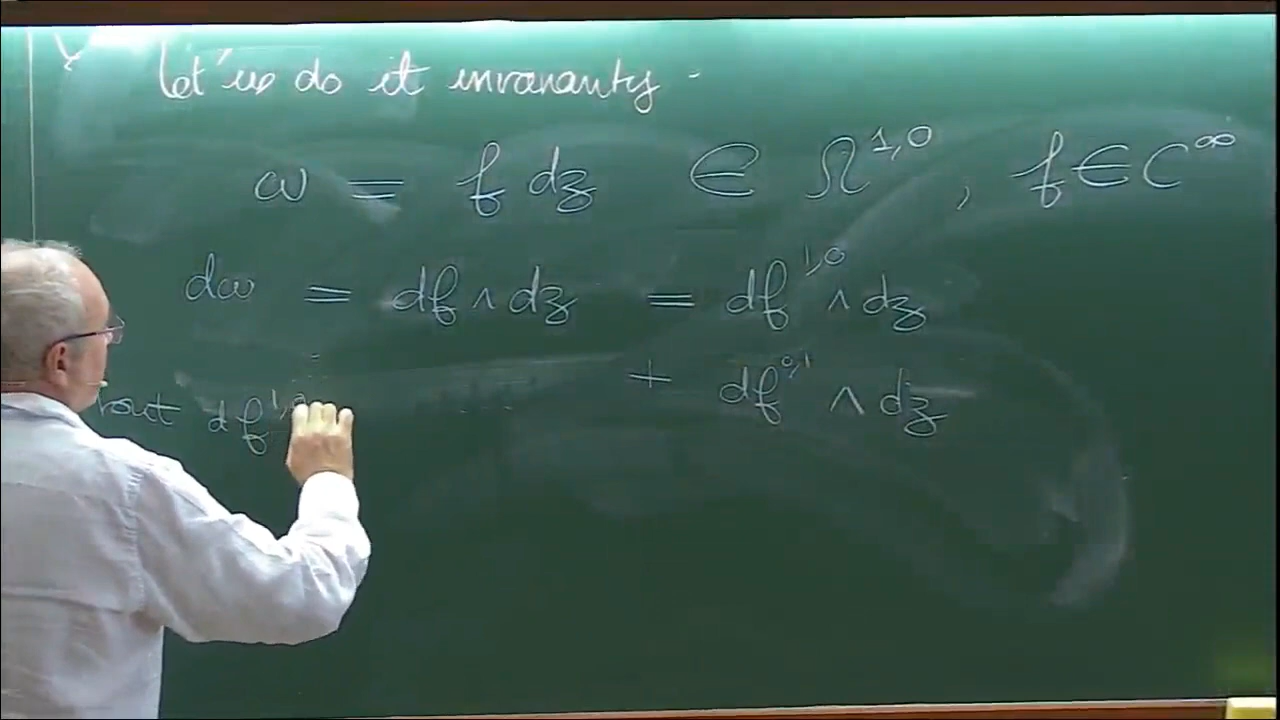 Let's do it invariantly.
ω = f dz ∈ Ω^{1,0} , f ∈ C^∞
dω = df ∧ dz = df^{1,0} ∧ dz
+ df^{0,1} ∧ dz
but df^{1,0}